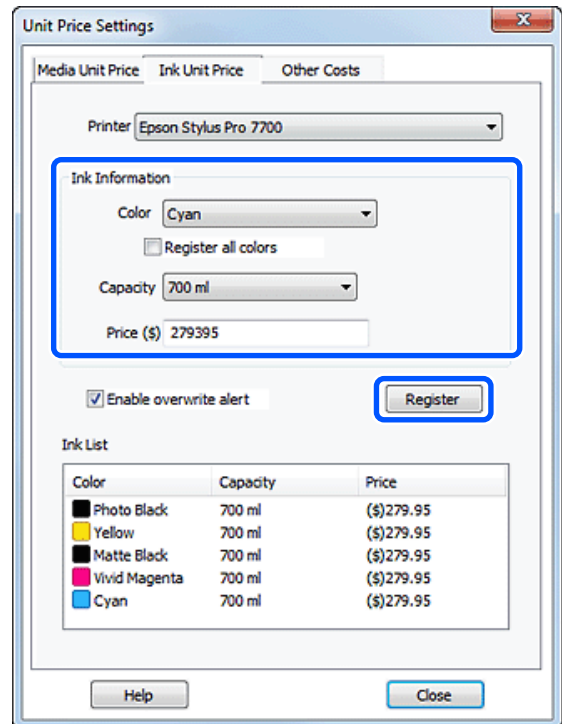 Unit Price Settings
Media Unit Price Ink Unit Price Other Costs
Printer Epson Stylus Pro 7700
Ink Information
Color Cyan
Register all colors
Capacity 700 ml
Price ($) 279395
Enable overwrite alert Register
Ink List
Color Capacity Price
Photo Black 700 ml ($)279.95
Yellow 700 ml ($)279.95
Matte Black 700 ml ($)279.95
Vivid Magenta 700 ml ($)279.95
Cyan 700 ml ($)279.95
Help Close